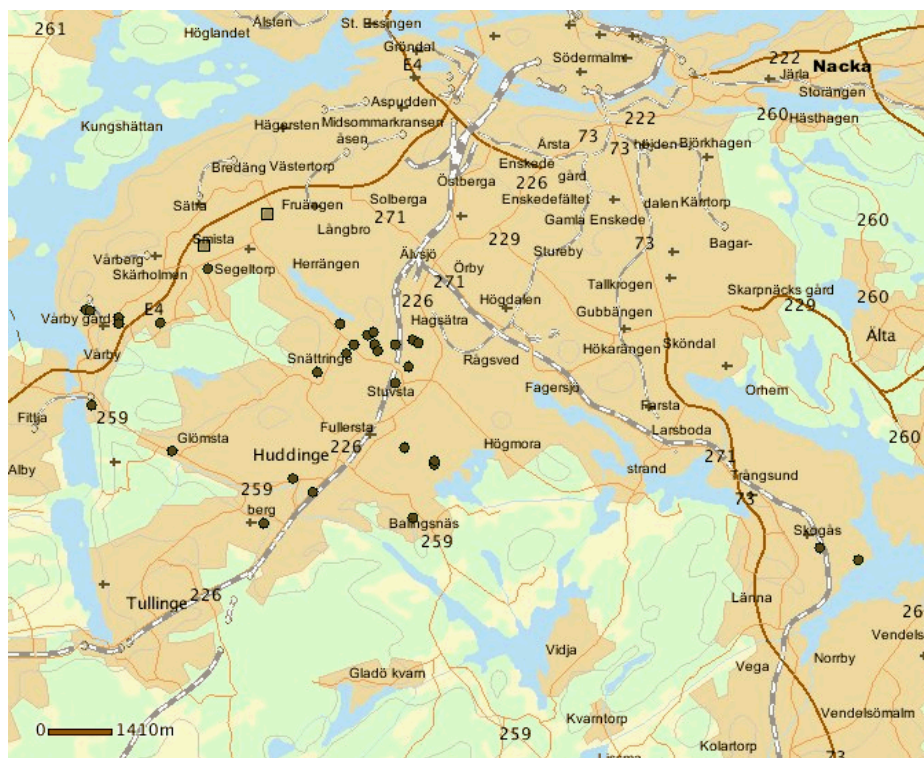 261
Ålsten
Höglandet
St. Essingen
Gröndal
E4
Södermalm
222
Nacka
Järla
Storängen
Aspudden
Kungshättan
Hägersten
Midsommarkransen
åsen
73
222
260
Hästhagen
Årsta
73
höjden
Björkhagen
Bredäng
Västertorp
Enskede
gård
Östberga
226
Sätra
Fruängen
Solberga
Enskedefältet
dalen
Kärrtorp
271
Gamla Enskede
260
Långbro
Smista
229
73
Bagar-
Stureby
Vårberg
Segeltorp
Herrängen
Älvsjö
Örby
Skärholmen
271
Tallkrogen
Skarpnäcks gård
226
Högdalen
229
260
E4
Gubbängen
Vårby gård
Hagsätra
Älta
Sköndal
Hökarängen
Vårby
Snättringe
Rågsved
Stuvsta
Fagersjö
Orhem
Farsta
Fittja
259
Fullersta
Larsboda
Glömsta
226
Högmora
260
Huddinge
271
Alby
strand
Trångsund
259
73
berg
Balingsnäs
Skogås
259
Tullinge
226
Länna
Vendels
Vidja
Norrby
Gladö kvarn
Vega
Kvarntorp
Vendelsömalm
0
1410m
259
Kolartorp
73